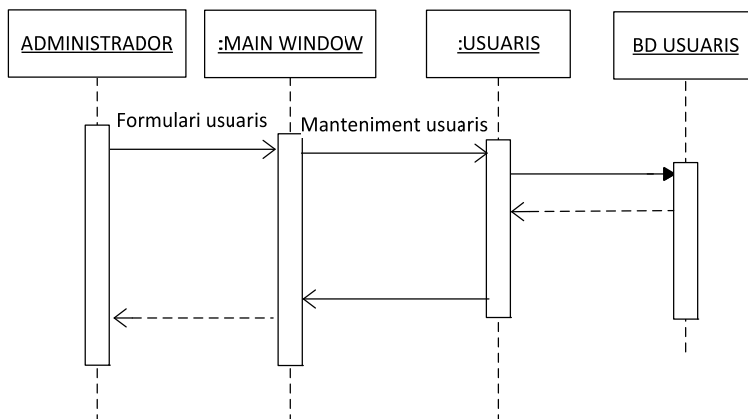 ADMINISTRADOR
:MAIN WINDOW
:USUARIS
BD USUARIS
Formulari usuaris
Manteniment usuaris